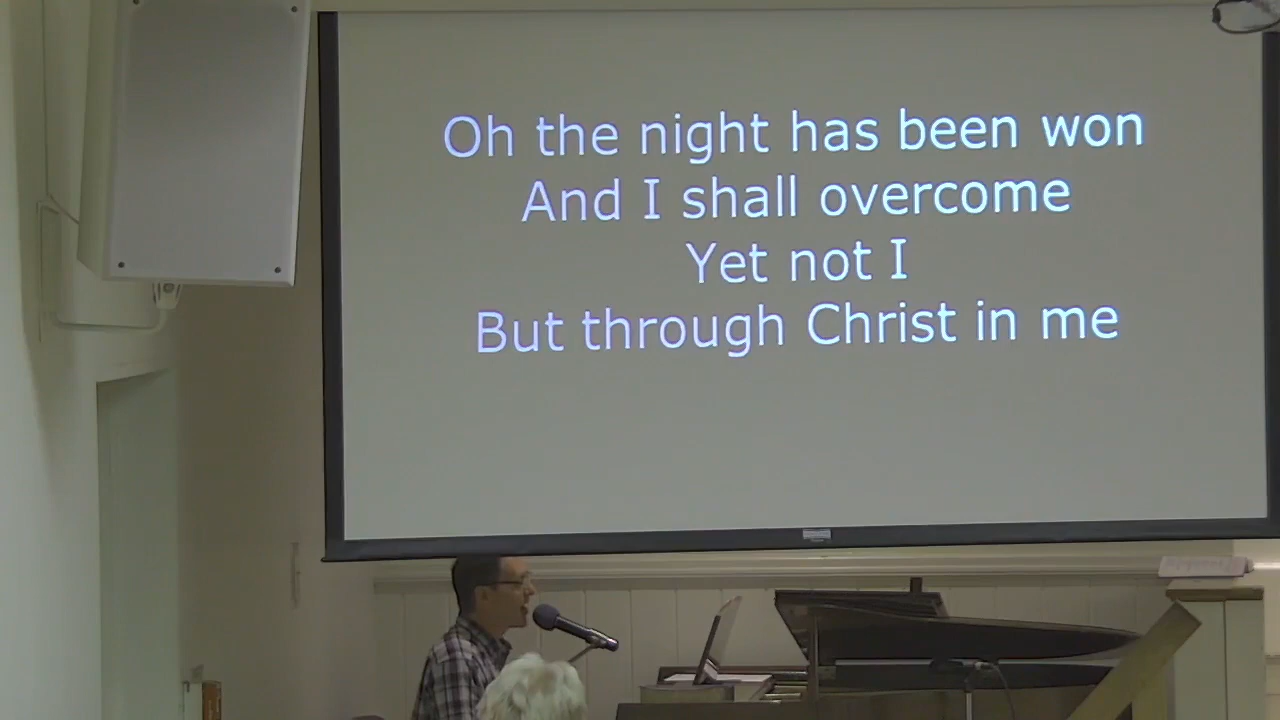 Oh the night has been won
And I shall overcome
Yet not I
But through Christ in me